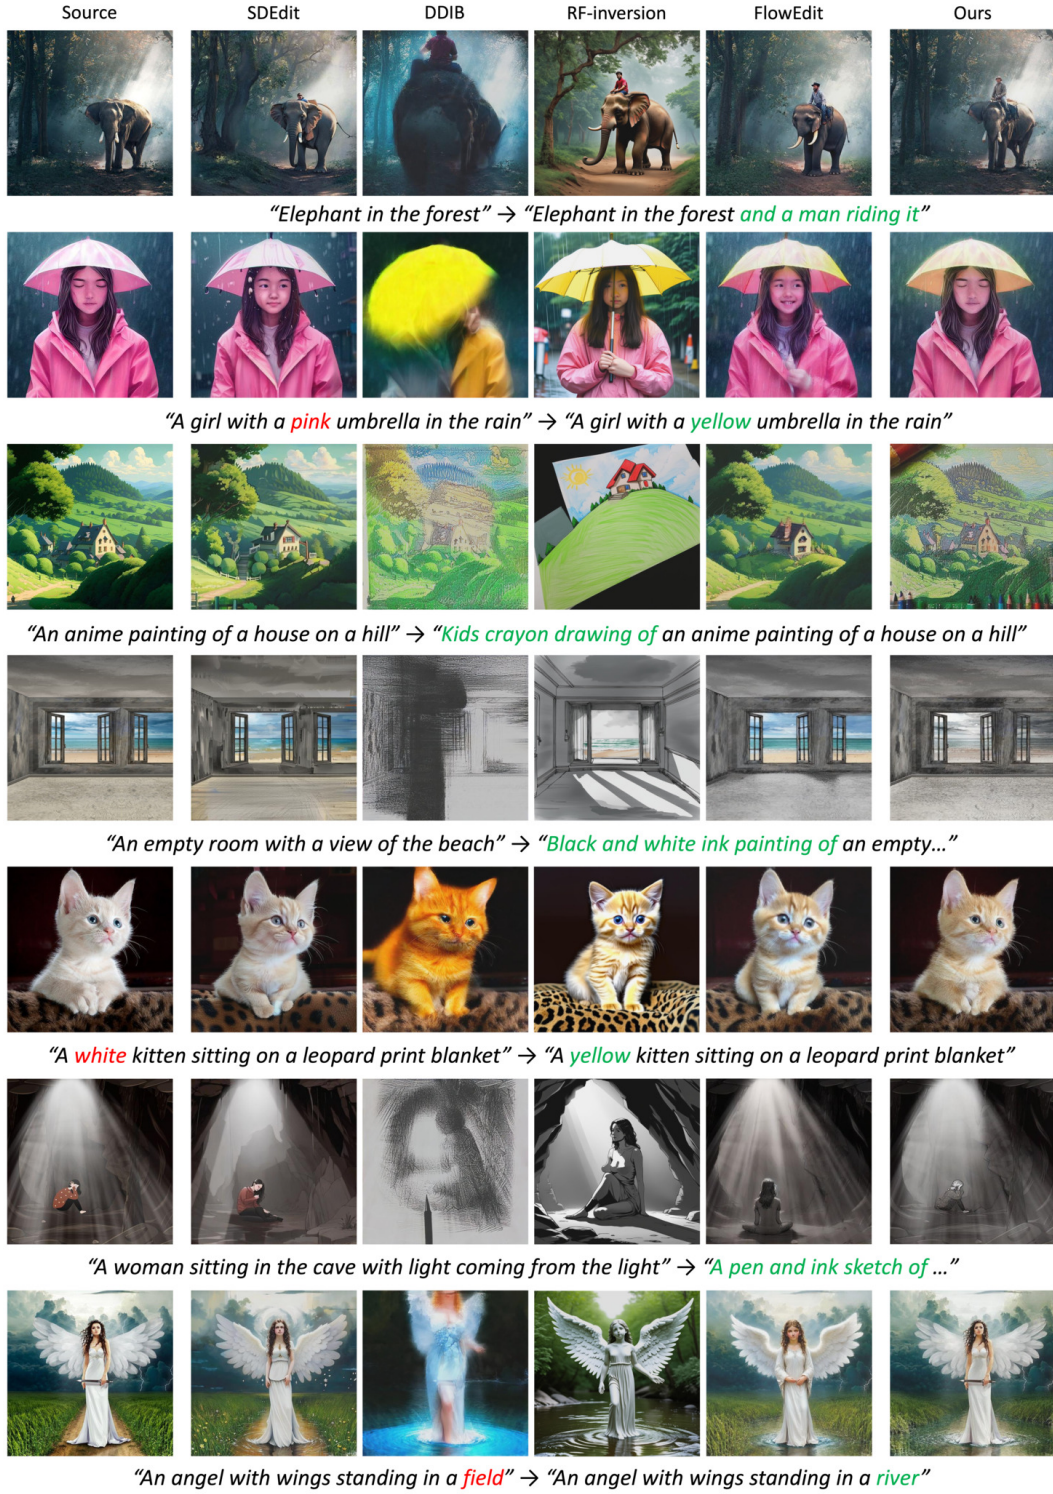 Source SDEdit DDIB RF-inversion FlowEdit Ours
“Elephant in the forest” → “Elephant in the forest and a man riding it”
“A girl with a pink umbrella in the rain” → “A girl with a yellow umbrella in the rain”
“An anime painting of a house on a hill” → “Kids crayon drawing of an anime painting of a house on a hill”
“An empty room with a view of the beach” → “Black and white ink painting of an empty…”
“A white kitten sitting on a leopard print blanket” → “A yellow kitten sitting on a leopard print blanket”
“A woman sitting in the cave with light coming from the light” → “A pen and ink sketch of …”
“An angel with wings standing in a field” → “An angel with wings standing in a river”